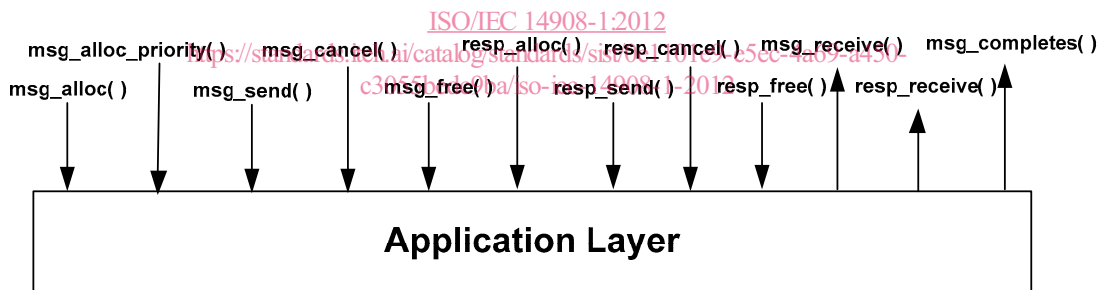 ISO/IEC 14908-1:2012
msg_alloc_priority( ) msg_cancel( ) resp_alloc( ) resp_cancel( ) msg_receive( ) msg_completes( )
msg_alloc( ) msg_send( ) msg_free( ) resp_send( ) resp_free( ) resp_receive( )
Application Layer